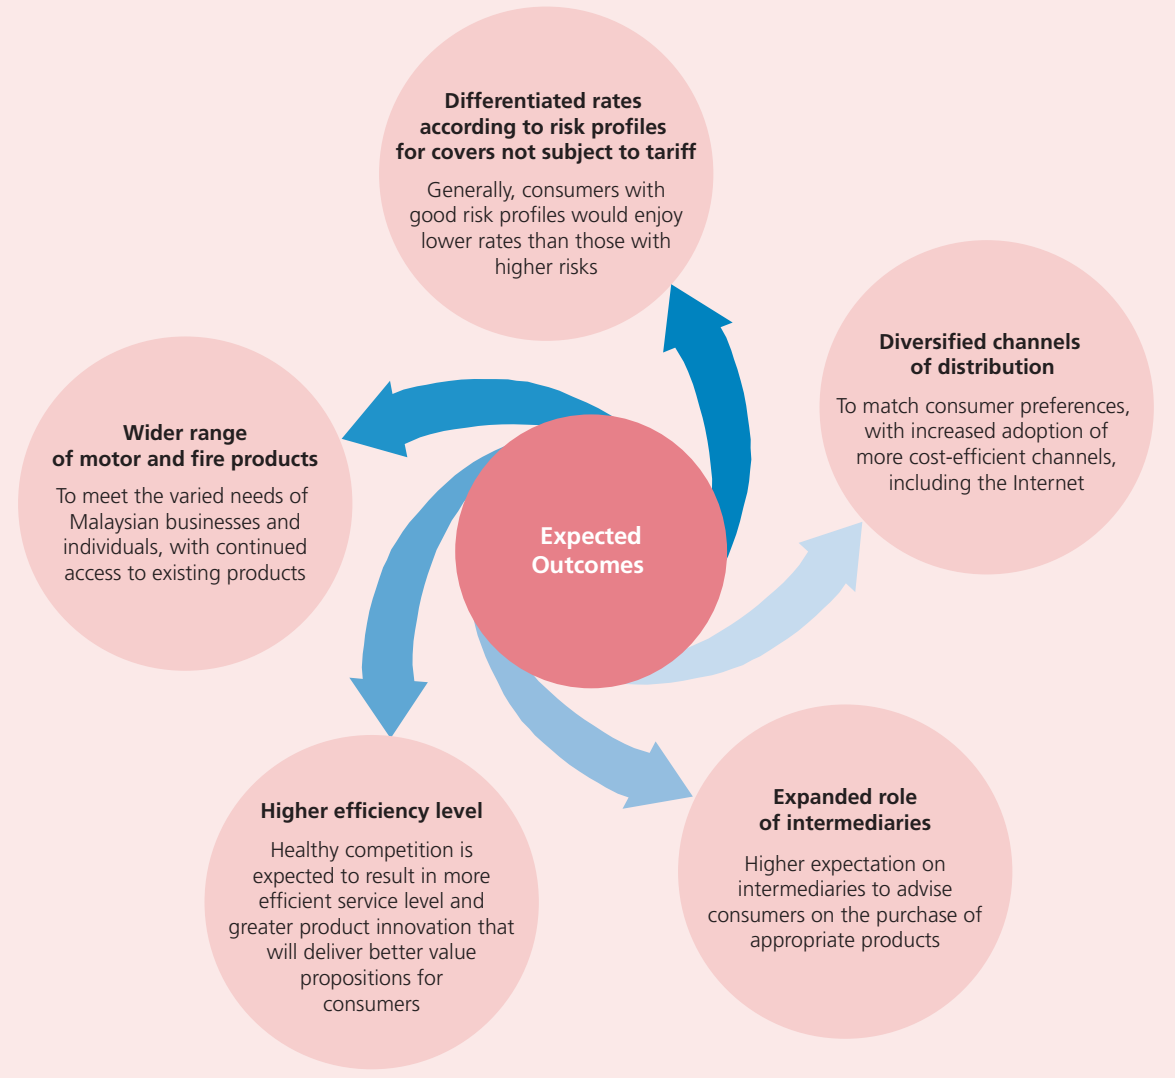 Differentiated rates
according to risk profiles
for covers not subject to tariff
Generally, consumers with
good risk profiles would enjoy
lower rates than those with
higher risks
Diversified channels
of distribution
To match consumer preferences,
with increased adoption of
more cost-efficient channels,
including the Internet
Wider range
of motor and fire products
To meet the varied needs of
Malaysian businesses and
individuals, with continued
access to existing products
Expected
Outcomes
Higher efficiency level
Healthy competition is
expected to result in more
efficient service level and
greater product innovation that
will deliver better value
propositions for
consumers
Expanded role
of intermediaries
Higher expectation on
intermediaries to advise
consumers on the purchase of
appropriate products